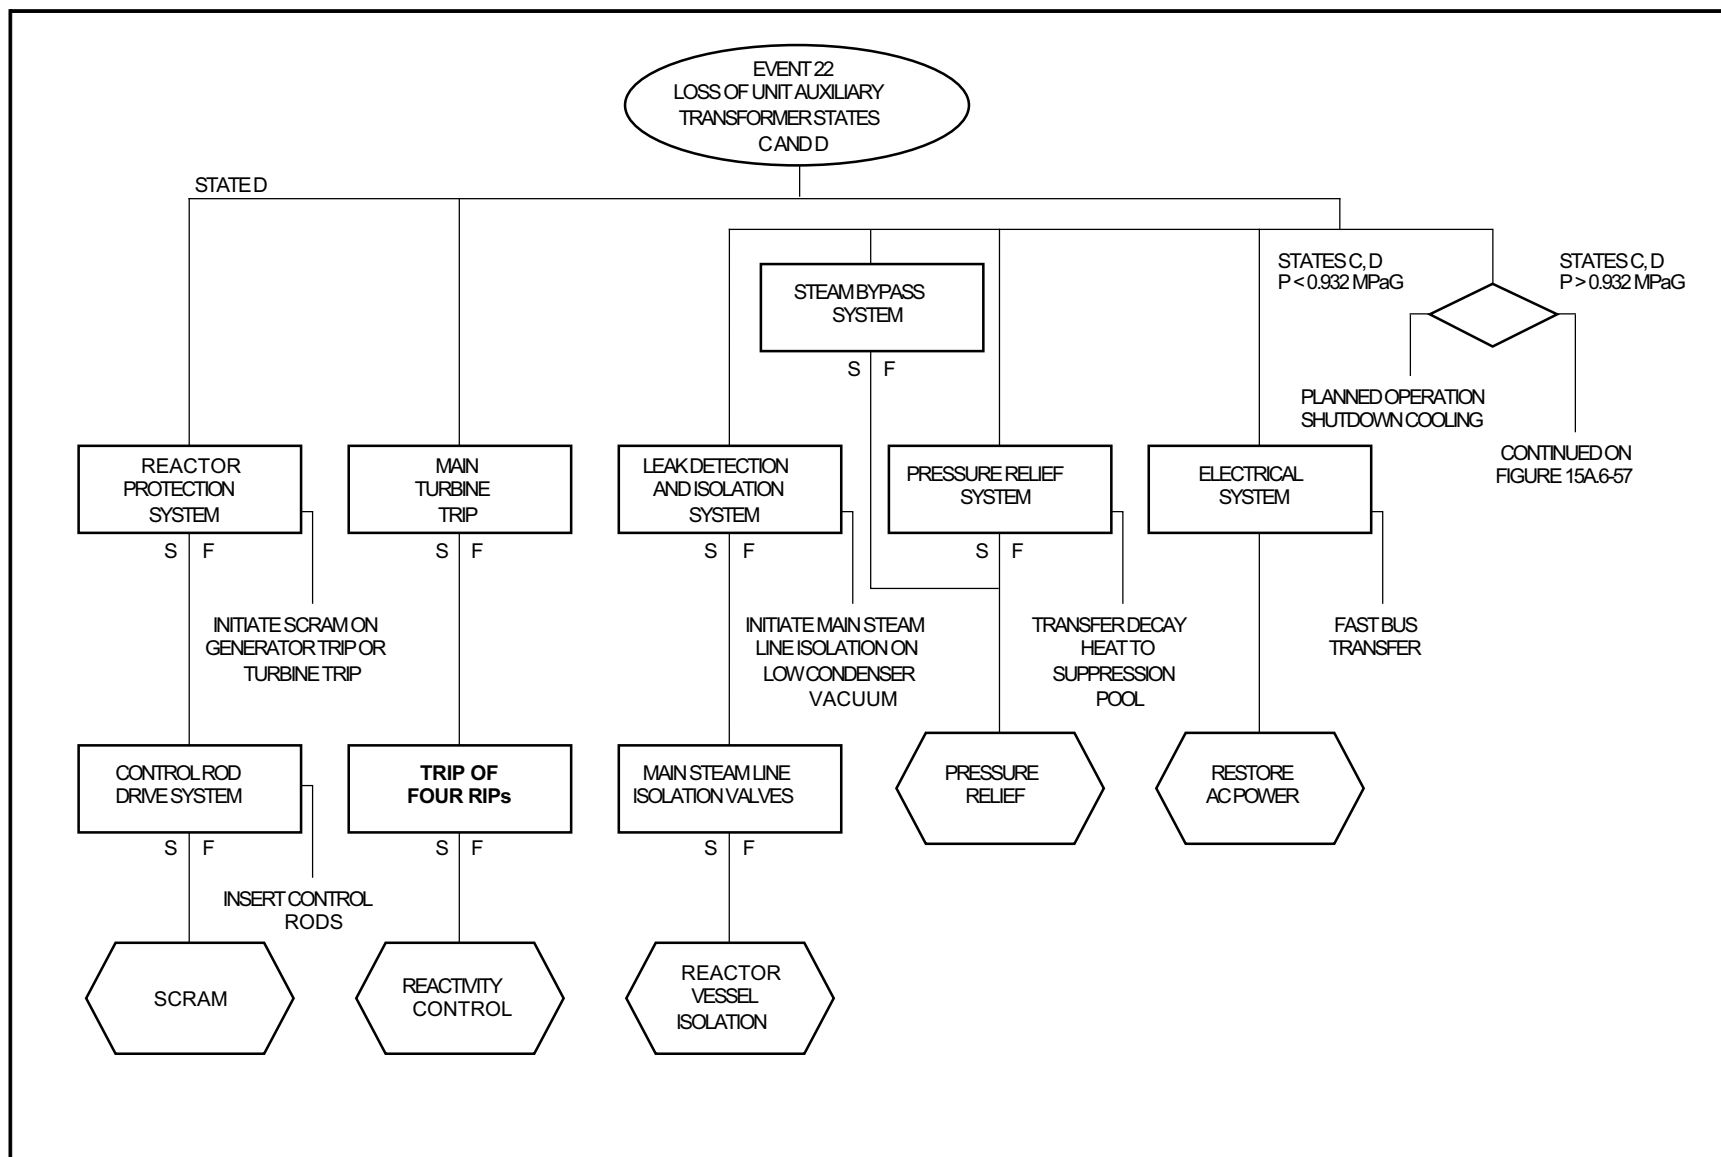 EVENT 22
LOSS OF UNIT AUXILIARY
TRANSFORMER STATES
C AND D
STATE D
STEAM BYPASS
SYSTEM
S F
STATES C, D
P < 0.932 MPaG
STATES C, D
P > 0.932 MPaG
PLANNED OPERATION
SHUTDOWN COOLING
CONTINUED ON
FIGURE 15A.6-57
REACTOR
PROTECTION
SYSTEM
S F
MAIN
TURBINE
TRIP
S F
LEAK DETECTION
AND ISOLATION
SYSTEM
S F
PRESSURE RELIEF
SYSTEM
S F
ELECTRICAL
SYSTEM
INITIATE SCRAM ON
GENERATOR TRIP OR
TURBINE TRIP
INITIATE MAIN STEAM
LINE ISOLATION ON
LOW CONDENSER
VACUUM
TRANSFER DECAY
HEAT TO
SUPPRESSION
POOL
FAST BUS
TRANSFER
CONTROL ROD
DRIVE SYSTEM
S F
TRIP OF
FOUR RIPs
S F
MAIN STEAM LINE
ISOLATION VALVES
S F
PRESSURE
RELIEF
RESTORE
AC POWER
INSERT CONTROL
RODS
SCRAM
REACTIVITY
CONTROL
REACTOR
VESSEL
ISOLATION